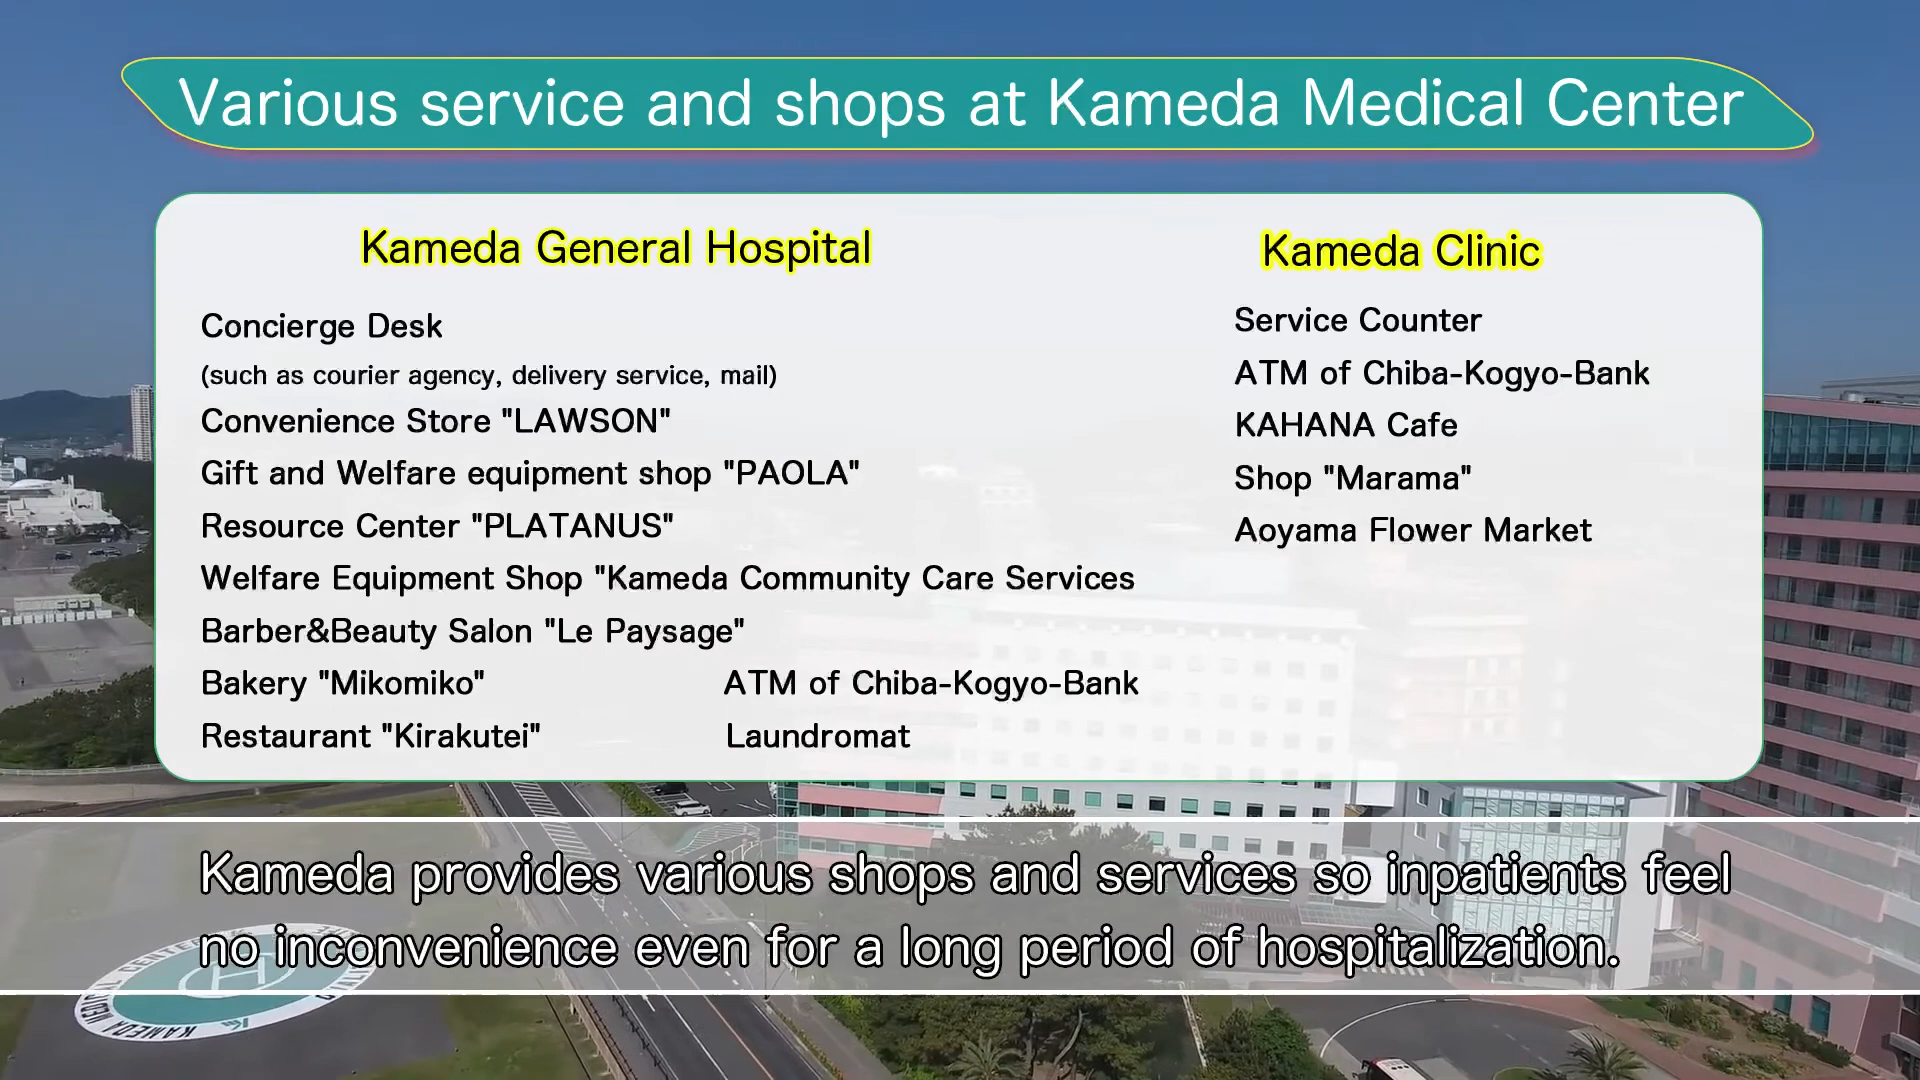 Various service and shops at Kameda Medical Center
Kameda General Hospital
Concierge Desk
(such as courier agency, delivery service, mail)
Convenience Store "LAWSON"
Gift and Welfare equipment shop "PAOLA"
Resource Center "PLATANUS"
Welfare Equipment Shop "Kameda Community Care Services
Barber&Beauty Salon "Le Paysage"
Bakery "Mikomiko"
ATM of Chiba-Kogyo-Bank
Restaurant "Kirakutei"
Laundromat
Kameda Clinic
Service Counter
ATM of Chiba-Kogyo-Bank
KAHANA Cafe
Shop "Marama"
Aoyama Flower Market
Kameda provides various shops and services so inpatients feel
no inconvenience even for a long period of hospitalization.
H
KAMEDA MEDICAL CENTER